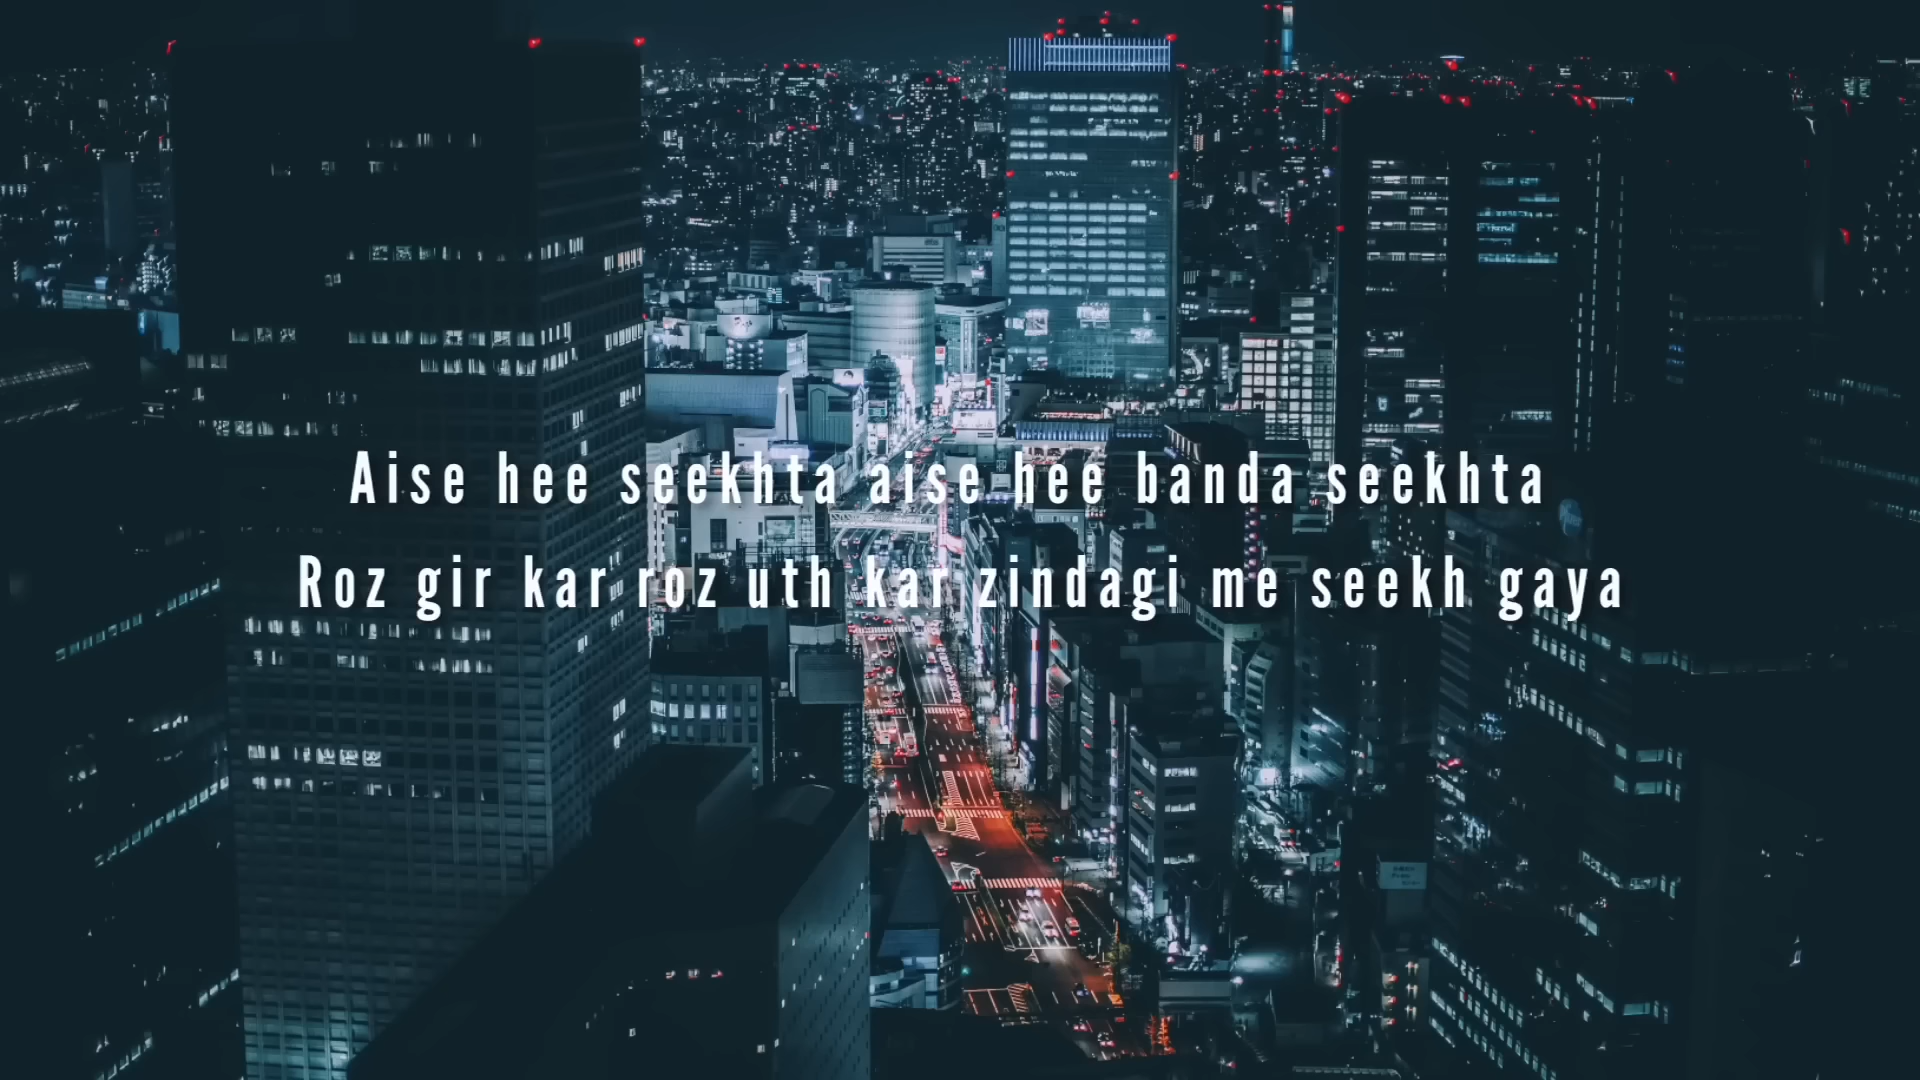 Aise hee seekhta aise hee banda seekhta
Roz gir kar roz uth kar zindagi me seekh gaya